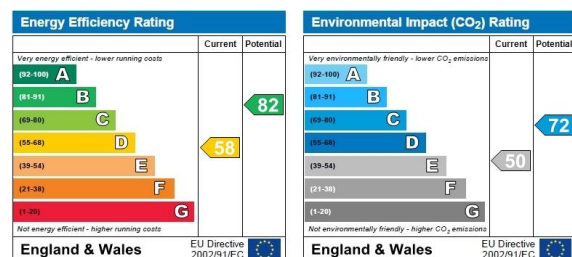 Energy Efficiency Rating
Current Potential
Very energy efficient - lower running costs
(92-100) A
(81-91) B
(69-80) C
(55-68) D
(39-54) E
(21-38) F
(1-20) G
58
82
Not energy efficient - higher running costs
England & Wales
EU Directive
2002/91/EC
Environmental Impact (CO2) Rating
Current Potential
Very environmentally friendly - lower CO2 emissions
(92-100) A
(81-91) B
(69-80) C
(55-68) D
(39-54) E
(21-38) F
(1-20) G
50
72
Not environmentally friendly - higher CO2 emissions
England & Wales
EU Directive
2002/91/EC